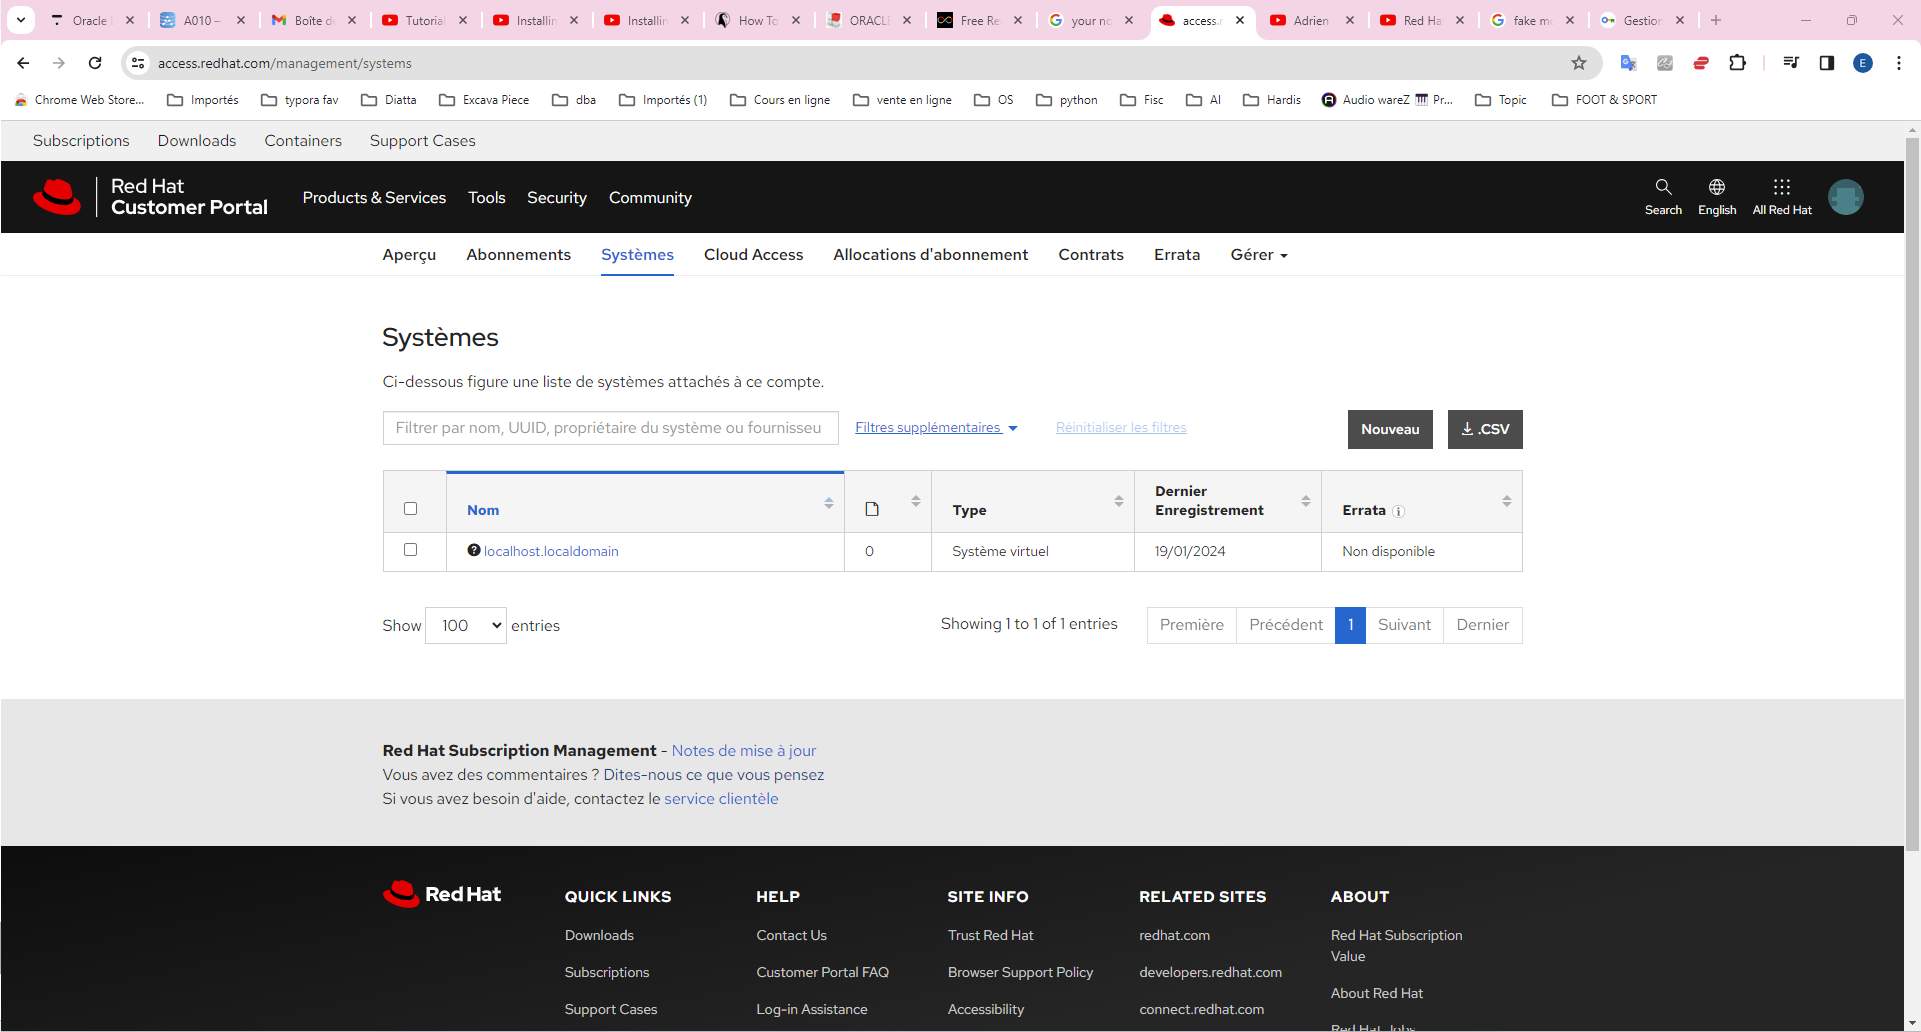 Oracle
A010 –
Boîte d
Tutoria
Installin
Installin
How To
ORACLE
Free Re
your no
access.r
Adrien
Red Ha
fake m
Gestion
access.redhat.com/management/systems
E
Chrome Web Store...
Importés
typora fav
Diatta
Excava Piece
dba
Importés (1)
Cours en ligne
vente en ligne
OS
python
Fisc
AI
Hardis
Audio wareZ
Pr...
Topic
FOOT & SPORT
Subscriptions
Downloads
Containers
Support Cases
Red Hat
Customer Portal
Products & Services
Tools
Security
Community
Search
English
All Red Hat
Aperçu
Abonnements
Systèmes
Cloud Access
Allocations d'abonnement
Contrats
Errata
Gérer
Systèmes
Ci-dessous figure une liste de systèmes attachés à ce compte.
Filtrer par nom, UUID, propriétaire du système ou fournisseu
Filtres supplémentaires
Réinitialiser les filtres
Nouveau
.CSV
Nom
Type
Dernier
Enregistrement
Errata
localhost.localdomain
0
Système virtuel
19/01/2024
Non disponible
Show 100 entries
Showing 1 to 1 of 1 entries
Première
Précédent
1
Suivant
Dernier
Red Hat Subscription Management - Notes de mise à jour
Vous avez des commentaires ? Dites-nous ce que vous pensez
Si vous avez besoin d'aide, contactez le service clientèle
Red Hat
QUICK LINKS
HELP
SITE INFO
RELATED SITES
ABOUT
Downloads
Contact Us
Trust Red Hat
redhat.com
Red Hat Subscription
Value
Subscriptions
Customer Portal FAQ
Browser Support Policy
developers.redhat.com
About Red Hat
Support Cases
Log-in Assistance
Accessibility
connect.redhat.com
Red Hat Jobs